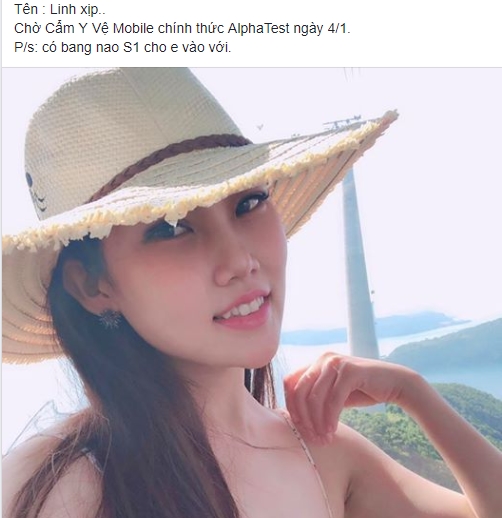 Tên : Linh xịp..
Chờ Cẩm Y Vệ Mobile chính thức AlphaTest ngày 4/1.
P/s: có bang nao S1 cho e vào với.